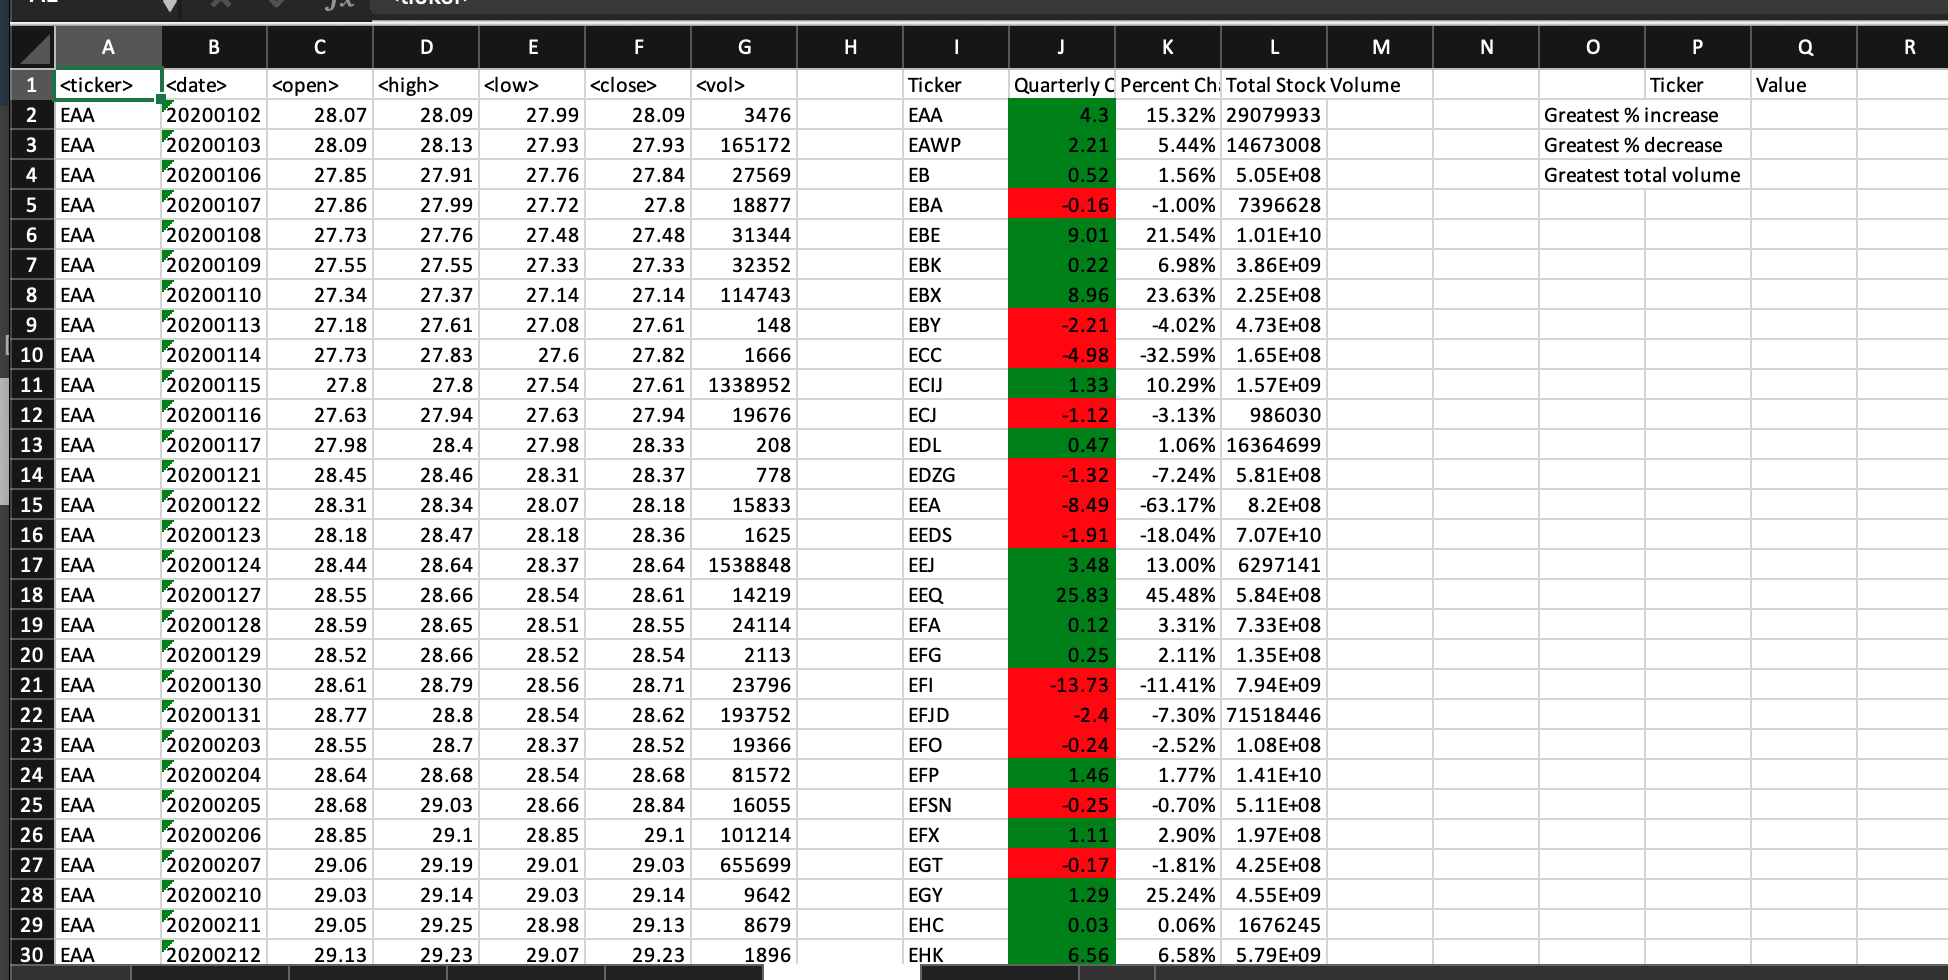 A B C D E F G H I J K L M N O P Q R
1 <ticker> <date> <open> <high> <low> <close> <vol> Ticker Quarterly C Percent Ch Total Stock Volume Ticker Value
2 EAA 20200102 28.07 28.09 27.99 28.09 3476 EAA 4.3 15.32% 29079933 Greatest % increase
3 EAA 20200103 28.09 28.13 27.93 27.93 165172 EAWP 2.21 5.44% 14673008 Greatest % decrease
4 EAA 20200106 27.85 27.91 27.76 27.84 27569 EB 0.52 1.56% 5.05E+08 Greatest total volume
5 EAA 20200107 27.86 27.99 27.72 27.8 18877 EBA -0.16 -1.00% 7396628
6 EAA 20200108 27.73 27.76 27.48 27.48 31344 EBE 9.01 21.54% 1.01E+10
7 EAA 20200109 27.55 27.55 27.33 27.33 32352 EBK 0.22 6.98% 3.86E+09
8 EAA 20200110 27.34 27.37 27.14 27.14 114743 EBX 8.96 23.63% 2.25E+08
9 EAA 20200113 27.18 27.61 27.08 27.61 148 EBY -2.21 -4.02% 4.73E+08
10 EAA 20200114 27.73 27.83 27.6 27.82 1666 ECC -4.98 -32.59% 1.65E+08
11 EAA 20200115 27.8 27.8 27.54 27.61 1338952 ECIJ 1.33 10.29% 1.57E+09
12 EAA 20200116 27.63 27.94 27.63 27.94 19676 ECJ -1.12 -3.13% 986030
13 EAA 20200117 27.98 28.4 27.98 28.33 208 EDL 0.47 1.06% 16364699
14 EAA 20200121 28.45 28.46 28.31 28.37 778 EDZG -1.32 -7.24% 5.81E+08
15 EAA 20200122 28.31 28.34 28.07 28.18 15833 EEA -8.49 -63.17% 8.2E+08
16 EAA 20200123 28.18 28.47 28.18 28.36 1625 EEDS -1.91 -18.04% 7.07E+10
17 EAA 20200124 28.44 28.64 28.37 28.64 1538848 EEJ 3.48 13.00% 6297141
18 EAA 20200127 28.55 28.66 28.54 28.61 14219 EEQ 25.83 45.48% 5.84E+08
19 EAA 20200128 28.59 28.65 28.51 28.55 24114 EFA 0.12 3.31% 7.33E+08
20 EAA 20200129 28.52 28.66 28.52 28.54 2113 EFG 0.25 2.11% 1.35E+08
21 EAA 20200130 28.61 28.79 28.56 28.71 23796 EFI -13.73 -11.41% 7.94E+09
22 EAA 20200131 28.77 28.8 28.54 28.62 193752 EFJD -2.4 -7.30% 71518446
23 EAA 20200203 28.55 28.7 28.37 28.52 19366 EFO -0.24 -2.52% 1.08E+08
24 EAA 20200204 28.64 28.68 28.54 28.68 81572 EFP 1.46 1.77% 1.41E+10
25 EAA 20200205 28.68 29.03 28.66 28.84 16055 EFSN -0.25 -0.70% 5.11E+08
26 EAA 20200206 28.85 29.1 28.85 29.1 101214 EFX 1.11 2.90% 1.97E+08
27 EAA 20200207 29.06 29.19 29.01 29.03 655699 EGT -0.17 -1.81% 4.25E+08
28 EAA 20200210 29.03 29.14 29.03 29.14 9642 EGY 1.29 25.24% 4.55E+09
29 EAA 20200211 29.05 29.25 28.98 29.13 8679 EHC 0.03 0.06% 1676245
30 EAA 20200212 29.13 29.23 29.07 29.23 1896 EHK 6.56 6.58% 5.79E+09